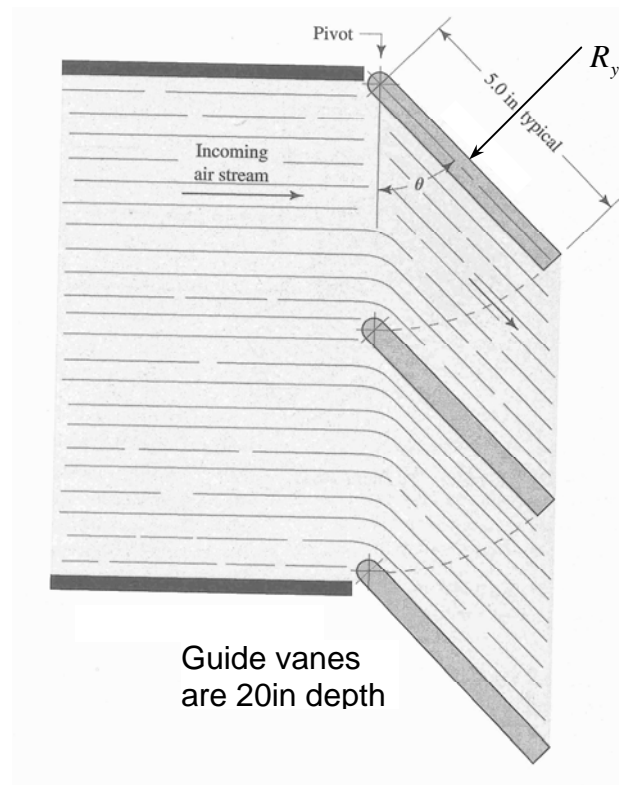 Pivot
R_y
5.0 in typical
Incoming
air stream
θ
Guide vanes
are 20in depth